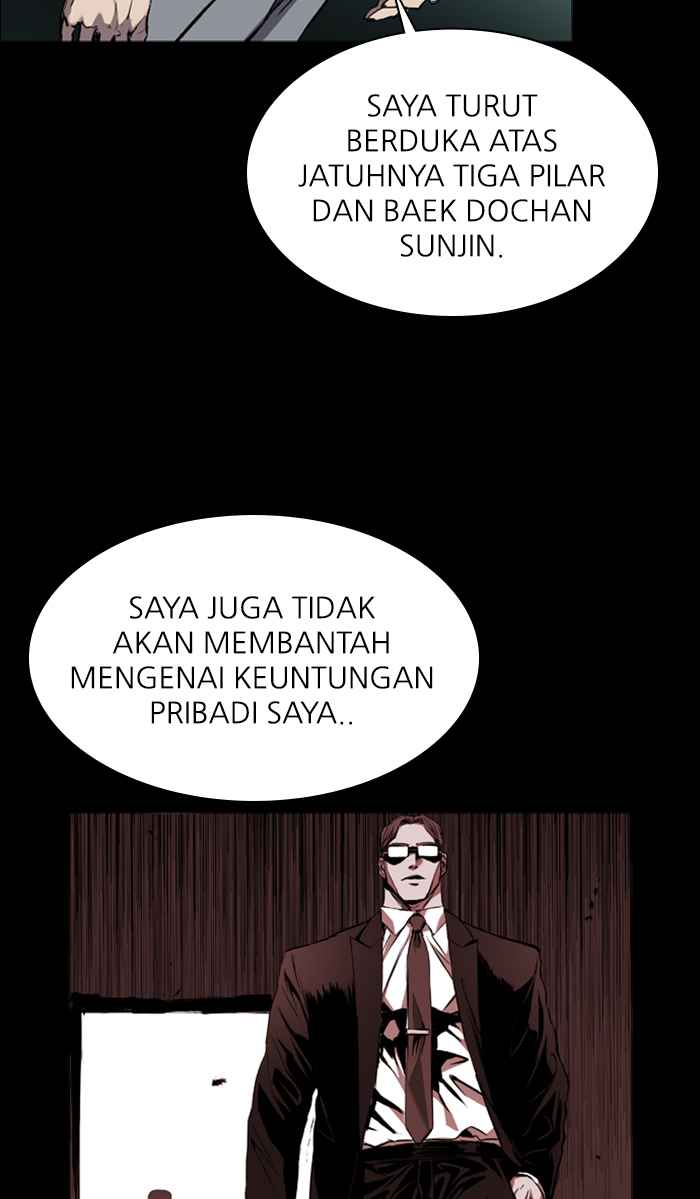 SAYA TURUT
BERDUKA ATAS
JATUHNYA TIGA PILAR
DAN BAEK DOCHAN
SUNJIN.
SAYA JUGA TIDAK
AKAN MEMBANTAH
MENGENAI KEUNTUNGAN
PRIBADI SAYA..